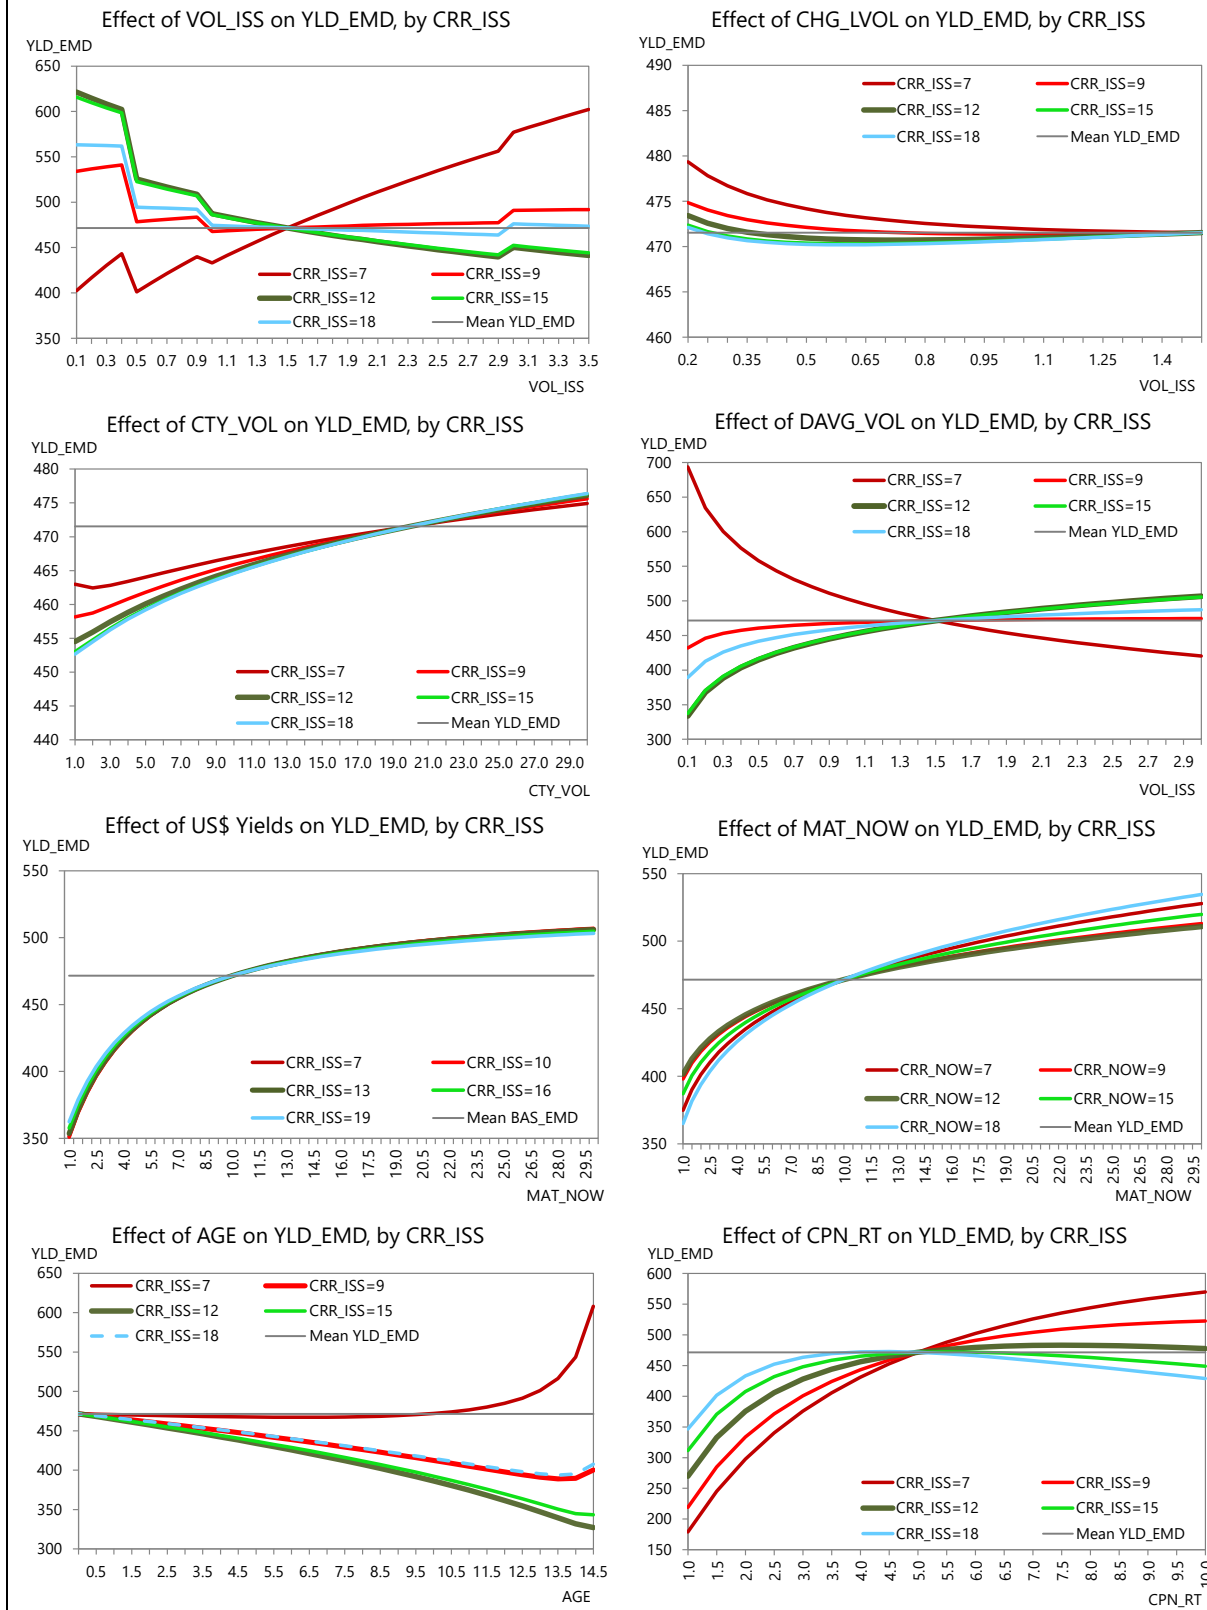 Effect of VOL_ISS on YLD_EMD, by CRR_ISS
YLD_EMD
650
600
550
500
450
400
350
CRR_ISS=7 CRR_ISS=9
CRR_ISS=12 CRR_ISS=15
CRR_ISS=18 Mean YLD_EMD
0.1 0.3 0.5 0.7 0.9 1.1 1.3 1.5 1.7 1.9 2.1 2.3 2.5 2.7 2.9 3.1 3.3 3.5
VOL_ISS
Effect of CHG_LVOL on YLD_EMD, by CRR_ISS
YLD_EMD
490
485
480
475
470
465
460
CRR_ISS=7 CRR_ISS=9
CRR_ISS=12 CRR_ISS=15
CRR_ISS=18 Mean YLD_EMD
0.2 0.35 0.5 0.65 0.8 0.95 1.1 1.25 1.4
VOL_ISS
Effect of CTY_VOL on YLD_EMD, by CRR_ISS
YLD_EMD
480
475
470
465
460
455
450
445
440
CRR_ISS=7 CRR_ISS=9
CRR_ISS=12 CRR_ISS=15
CRR_ISS=18 Mean YLD_EMD
1.0 3.0 5.0 7.0 9.0 11.0 13.0 15.0 17.0 19.0 21.0 23.0 25.0 27.0 29.0
CTY_VOL
Effect of DAVG_VOL on YLD_EMD, by CRR_ISS
YLD_EMD
700
650
600
550
500
450
400
350
300
CRR_ISS=7 CRR_ISS=9
CRR_ISS=12 CRR_ISS=15
CRR_ISS=18 Mean YLD_EMD
0.1 0.3 0.5 0.7 0.9 1.1 1.3 1.5 1.7 1.9 2.1 2.3 2.5 2.7 2.9
VOL_ISS
Effect of US$ Yields on YLD_EMD, by CRR_ISS
YLD_EMD
550
500
450
400
350
CRR_ISS=7 CRR_ISS=10
CRR_ISS=13 CRR_ISS=16
CRR_ISS=19 Mean BAS_EMD
1.0 2.5 4.0 5.5 7.0 8.5 10.0 11.5 13.0 14.5 16.0 17.5 19.0 20.5 22.0 23.5 25.0 26.5 28.0 29.5
MAT_NOW
Effect of MAT_NOW on YLD_EMD, by CRR_ISS
YLD_EMD
550
500
450
400
350
CRR_NOW=7 CRR_NOW=9
CRR_NOW=12 CRR_NOW=15
CRR_NOW=18 Mean YLD_EMD
1.0 2.5 4.0 5.5 7.0 8.5 10.0 11.5 13.0 14.5 16.0 17.5 19.0 20.5 22.0 23.5 25.0 26.5 28.0 29.5
MAT_NOW
Effect of AGE on YLD_EMD, by CRR_ISS
YLD_EMD
650
600
550
500
450
400
350
300
CRR_ISS=7 CRR_ISS=9
CRR_ISS=12 CRR_ISS=15
CRR_ISS=18 Mean YLD_EMD
0.5 1.5 2.5 3.5 4.5 5.5 6.5 7.5 8.5 9.5 10.5 11.5 12.5 13.5 14.5
AGE
Effect of CPN_RT on YLD_EMD, by CRR_ISS
YLD_EMD
600
550
500
450
400
350
300
250
200
150
CRR_ISS=7 CRR_ISS=9
CRR_ISS=12 CRR_ISS=15
CRR_ISS=18 Mean YLD_EMD
1.0 1.5 2.0 2.5 3.0 3.5 4.0 4.5 5.0 5.5 6.0 6.5 7.0 7.5 8.0 8.5 9.0 9.5 10.0
CPN_RT